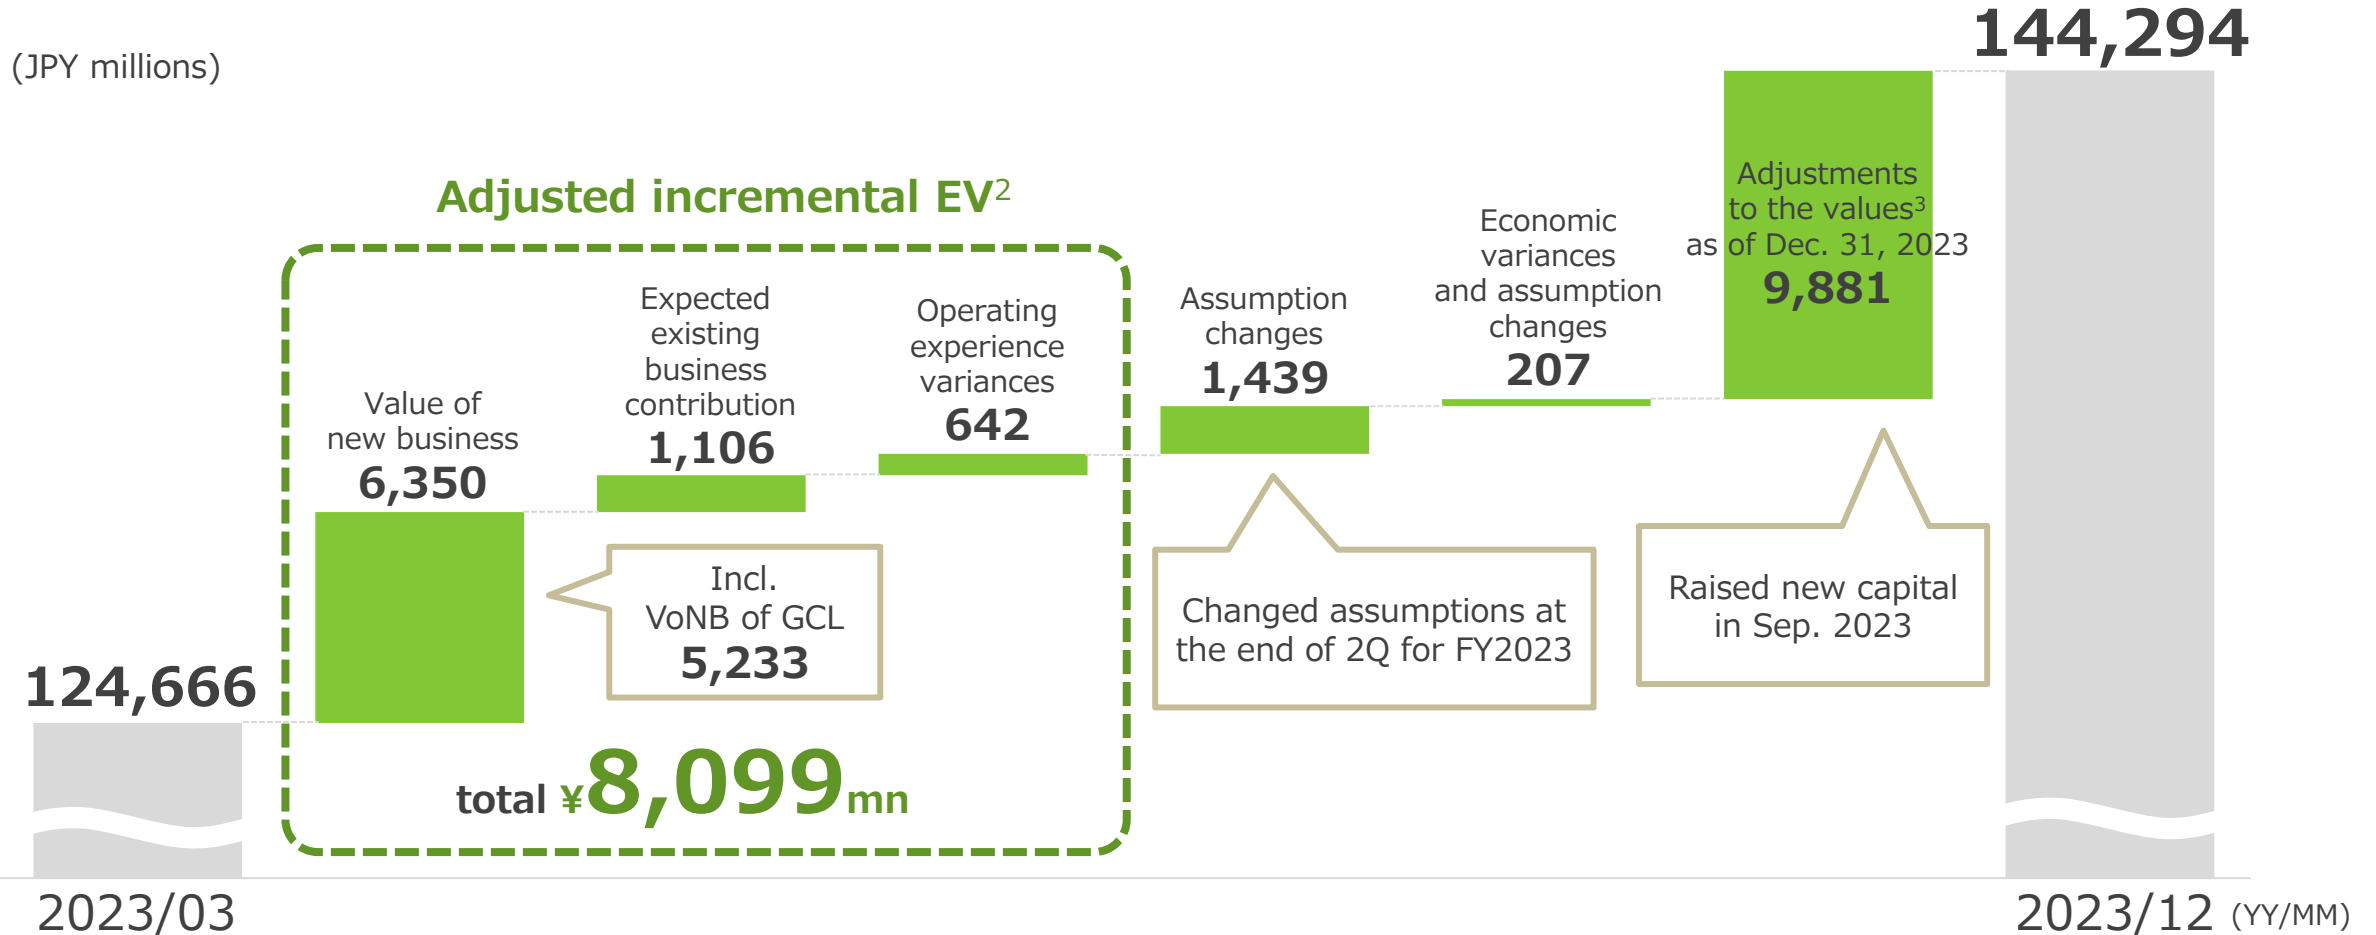 (JPY millions)
144,294
Adjusted incremental EV2
Value of
new business
6,350
Expected
existing
business
contribution
1,106
Operating
experience
variances
642
Assumption
changes
1,439
Economic
variances
and assumption
changes
207
Adjustments
to the values3
as of Dec. 31, 2023
9,881
Incl.
VoNB of GCL
5,233
Changed assumptions at
the end of 2Q for FY2023
Raised new capital
in Sep. 2023
124,666
total ¥8,099mn
2023/03
2023/12 (YY/MM)